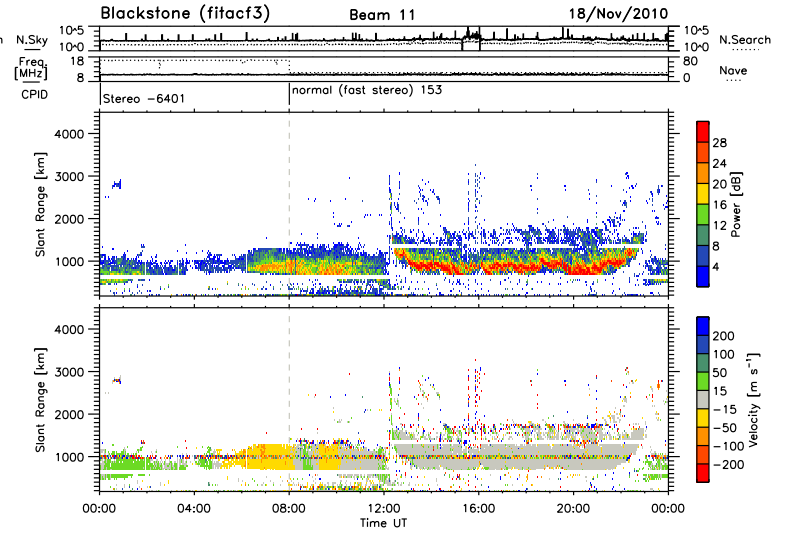 Blackstone (fitacf3) Beam 11 18/Nov/2010
N.Sky 10^5 10^5 N.Search
10^0 10^0
Freq. 18 80
[MHz] 8 0 Nave
CPID Stereo -6401 normal (fast stereo) 153
Slant Range [km]
4000
3000
2000
1000
28
24
20
16
12
8
4
Power [dB]
Slant Range [km]
4000
3000
2000
1000
200
100
50
15
-15
-50
-100
-200
Velocity [m s⁻¹]
00:00 04:00 08:00 12:00 16:00 20:00 00:00
Time UT